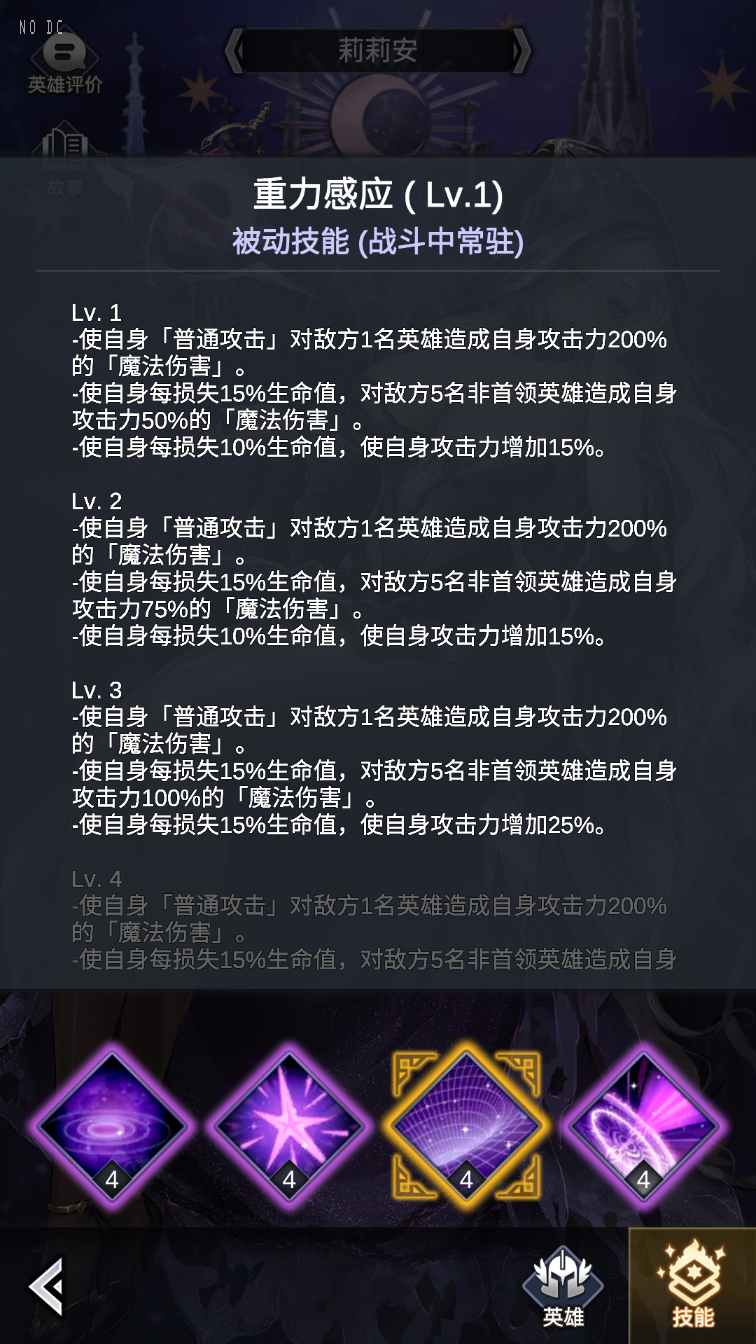 NO DC
英雄评价
莉莉安
故事
重力感应 ( Lv.1)
被动技能 (战斗中常驻)
Lv. 1
-使自身「普通攻击」对敌方1名英雄造成自身攻击力200%
的「魔法伤害」。
-使自身每损失15%生命值，对敌方5名非首领英雄造成自身
攻击力50%的「魔法伤害」。
-使自身每损失10%生命值，使自身攻击力增加15%。
Lv. 2
-使自身「普通攻击」对敌方1名英雄造成自身攻击力200%
的「魔法伤害」。
-使自身每损失15%生命值，对敌方5名非首领英雄造成自身
攻击力75%的「魔法伤害」。
-使自身每损失10%生命值，使自身攻击力增加15%。
Lv. 3
-使自身「普通攻击」对敌方1名英雄造成自身攻击力200%
的「魔法伤害」。
-使自身每损失15%生命值，对敌方5名非首领英雄造成自身
攻击力100%的「魔法伤害」。
-使自身每损失15%生命值，使自身攻击力增加25%。
Lv. 4
-使自身「普通攻击」对敌方1名英雄造成自身攻击力200%
的「魔法伤害」。
-使自身每损失15%生命值，对敌方5名非首领英雄造成自身
4 4 4 4
英雄 技能